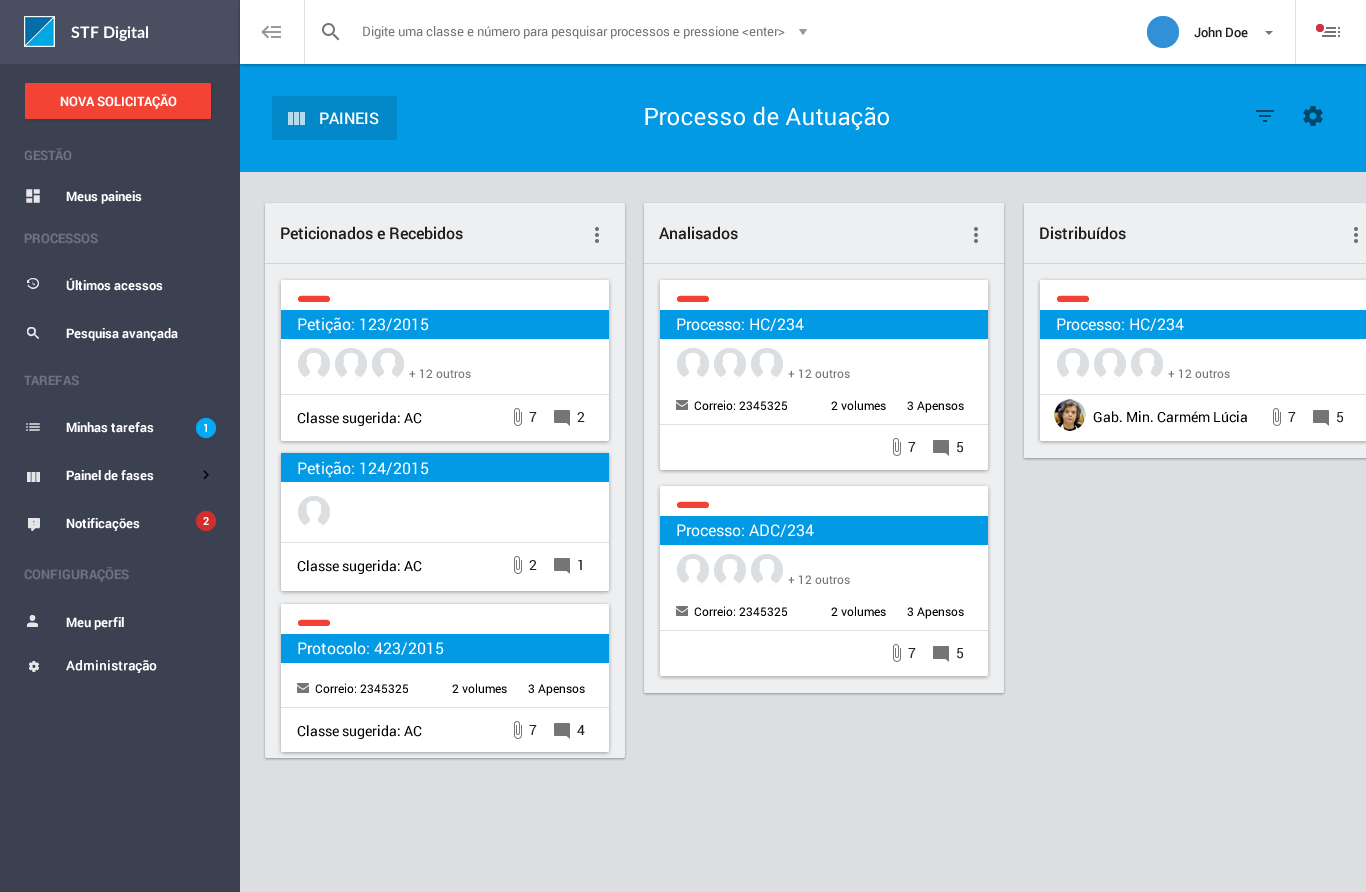 STF Digital
NOVA SOLICITAÇÃO
GESTÃO
Meus paineis
PROCESSOS
Últimos acessos
Pesquisa avançada
TAREFAS
Minhas tarefas 1
Painel de fases
Notificações 2
CONFIGURAÇÕES
Meu perfil
Administração
Digite uma classe e número para pesquisar processos e pressione <enter>
John Doe
PAINEIS
Processo de Autuação
Peticionados e Recebidos
Petição: 123/2015
+ 12 outros
Classe sugerida: AC 7 2
Petição: 124/2015
Classe sugerida: AC 2 1
Protocolo: 423/2015
Correio: 2345325 2 volumes 3 Apensos
Classe sugerida: AC 7 4
Analisados
Processo: HC/234
+ 12 outros
Correio: 2345325 2 volumes 3 Apensos
7 5
Processo: ADC/234
+ 12 outros
Correio: 2345325 2 volumes 3 Apensos
7 5
Distribuídos
Processo: HC/234
+ 12 outros
Gab. Min. Carmém Lúcia 7 5